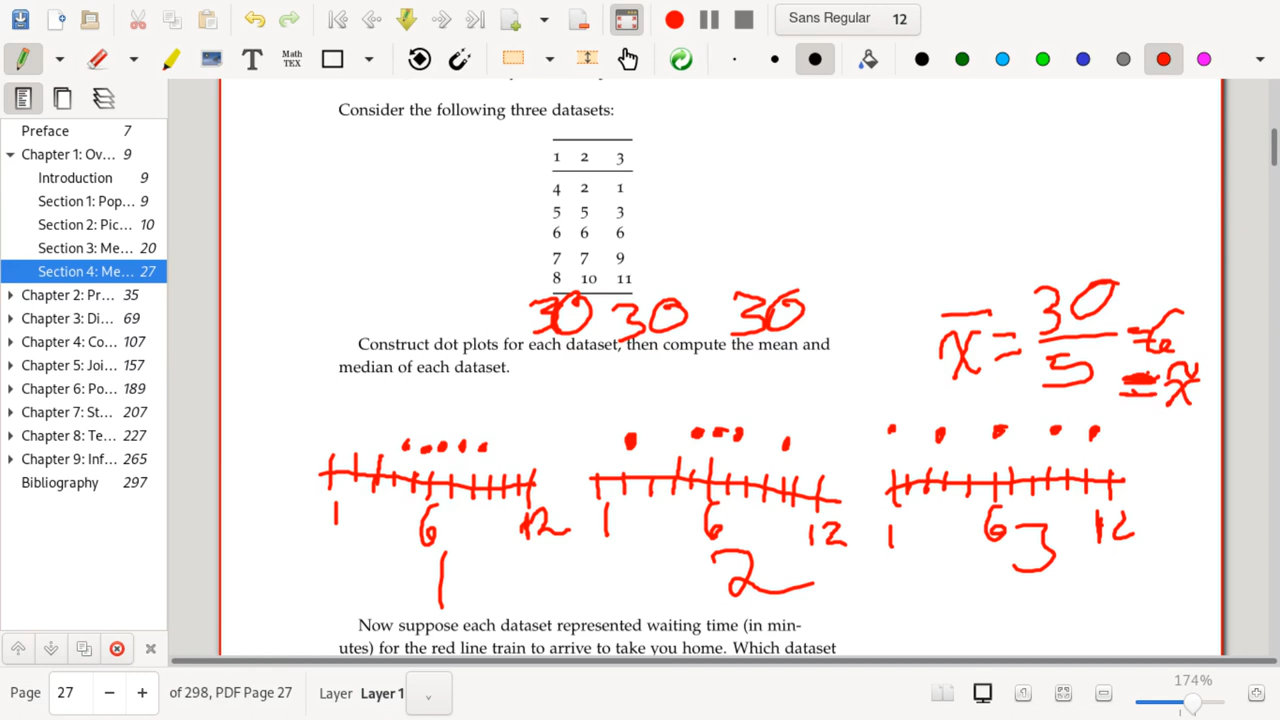 Sans Regular 12
Math
TEX
Preface 7
Chapter 1: Ov... 9
Introduction 9
Section 1: Pop... 9
Section 2: Pic... 10
Section 3: Me... 20
Section 4: Me... 27
Chapter 2: Pr... 35
Chapter 3: Di... 69
Chapter 4: Co... 107
Chapter 5: Joi... 157
Chapter 6: Po... 189
Chapter 7: St... 207
Chapter 8: Te... 227
Chapter 9: Inf... 265
Bibliography 297
Consider the following three datasets:
1 2 3
4 2 1
5 5 3
6 6 6
7 7 9
8 10 11
30 30 30
x̄ = 30/5 = 6
= x̃
Construct dot plots for each dataset, then compute the mean and
median of each dataset.
1 6 12 1 6 12 1 6 12
1 2 3
Now suppose each dataset represented waiting time (in min-
utes) for the red line train to arrive to take you home. Which dataset
Page 27 of 298, PDF Page 27 Layer Layer 1 174%